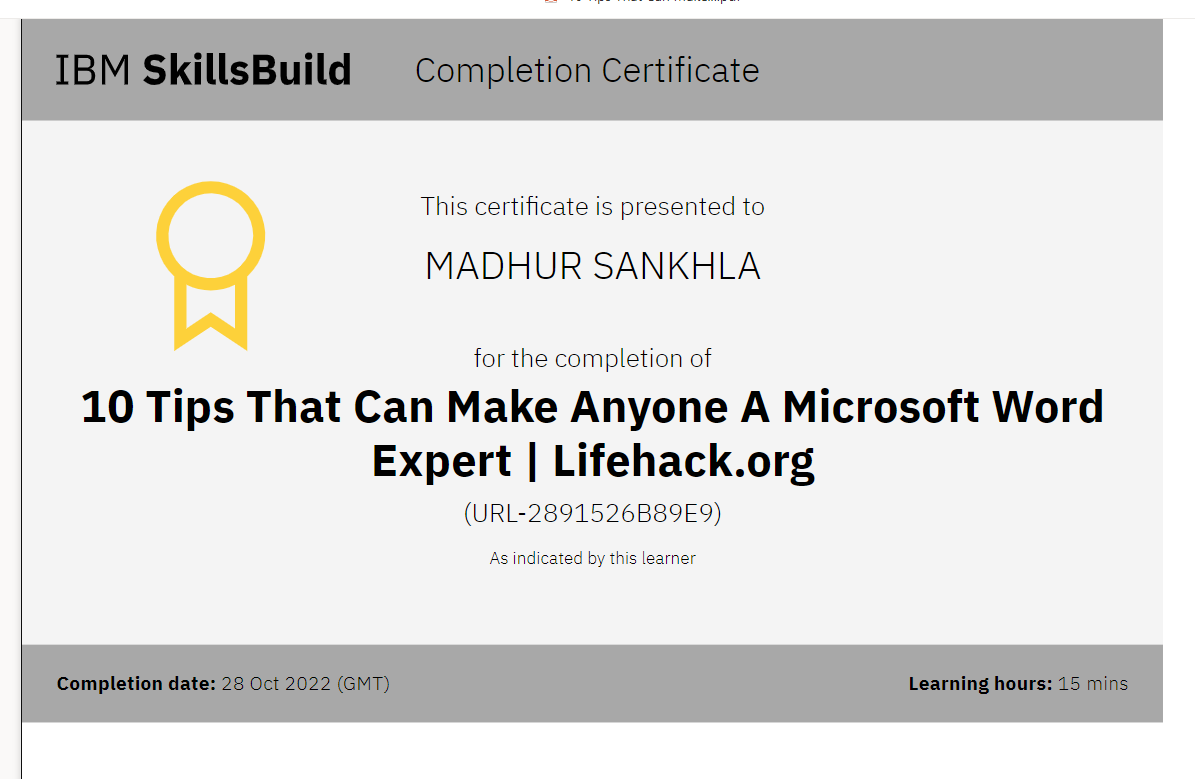 IBM SkillsBuild Completion Certificate
This certificate is presented to
MADHUR SANKHLA
for the completion of
10 Tips That Can Make Anyone A Microsoft Word
Expert | Lifehack.org
(URL-2891526B89E9)
As indicated by this learner
Completion date: 28 Oct 2022 (GMT) Learning hours: 15 mins